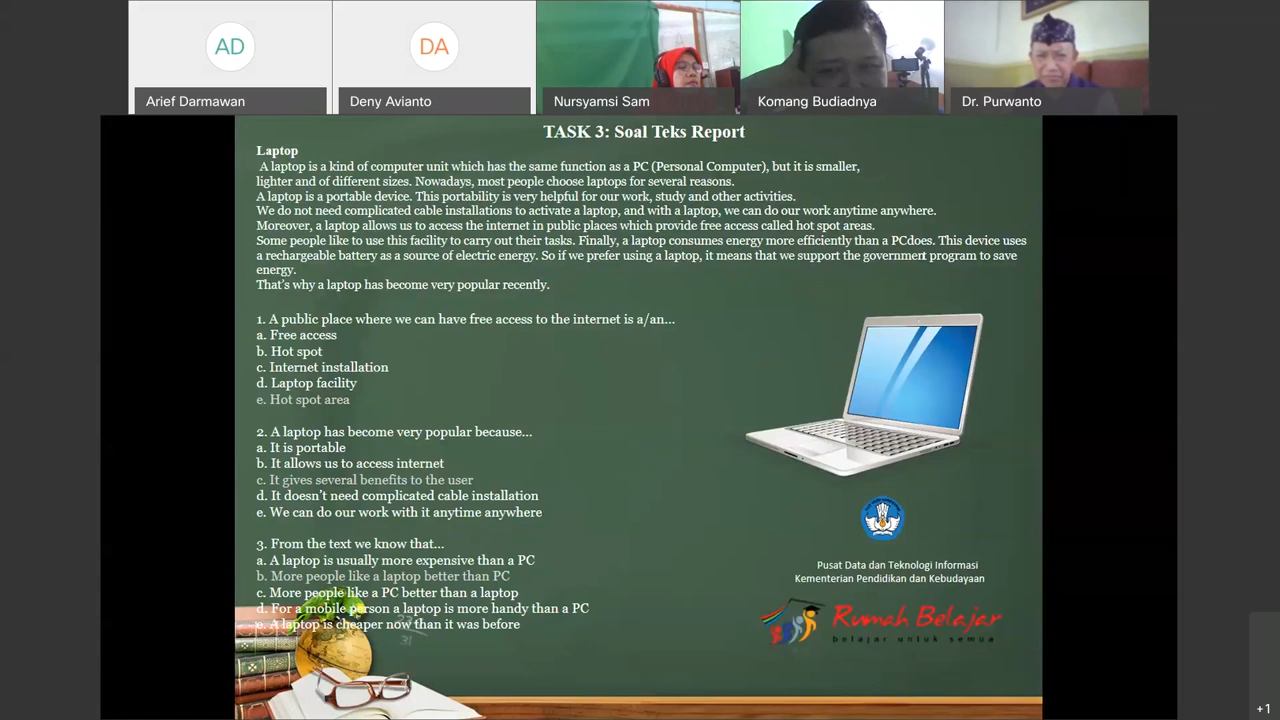 AD
DA
Arief Darmawan
Deny Avianto
Nursyamsi Sam
Komang Budiadnya
Dr. Purwanto
TASK 3: Soal Teks Report
Laptop
A laptop is a kind of computer unit which has the same function as a PC (Personal Computer), but it is smaller,
lighter and of different sizes. Nowadays, most people choose laptops for several reasons.
A laptop is a portable device. This portability is very helpful for our work, study and other activities.
We do not need complicated cable installations to activate a laptop, and with a laptop, we can do our work anytime anywhere.
Moreover, a laptop allows us to access the internet in public places which provide free access called hot spot areas.
Some people like to use this facility to carry out their tasks. Finally, a laptop consumes energy more efficiently than a PCdoes. This device uses
a rechargeable battery as a source of electric energy. So if we prefer using a laptop, it means that we support the government program to save
energy.
That's why a laptop has become very popular recently.
1. A public place where we can have free access to the internet is a/an...
a. Free access
b. Hot spot
c. Internet installation
d. Laptop facility
e. Hot spot area
2. A laptop has become very popular because...
a. It is portable
b. It allows us to access internet
c. It gives several benefits to the user
d. It doesn't need complicated cable installation
e. We can do our work with it anytime anywhere
3. From the text we know that...
a. A laptop is usually more expensive than a PC
b. More people like a laptop better than PC
c. More people like a PC better than a laptop
d. For a mobile person a laptop is more handy than a PC
e. A laptop is cheaper now than it was before
Pusat Data dan Teknologi Informasi
Kementerian Pendidikan dan Kebudayaan
Rumah Belajar
belajar untuk semua
+1